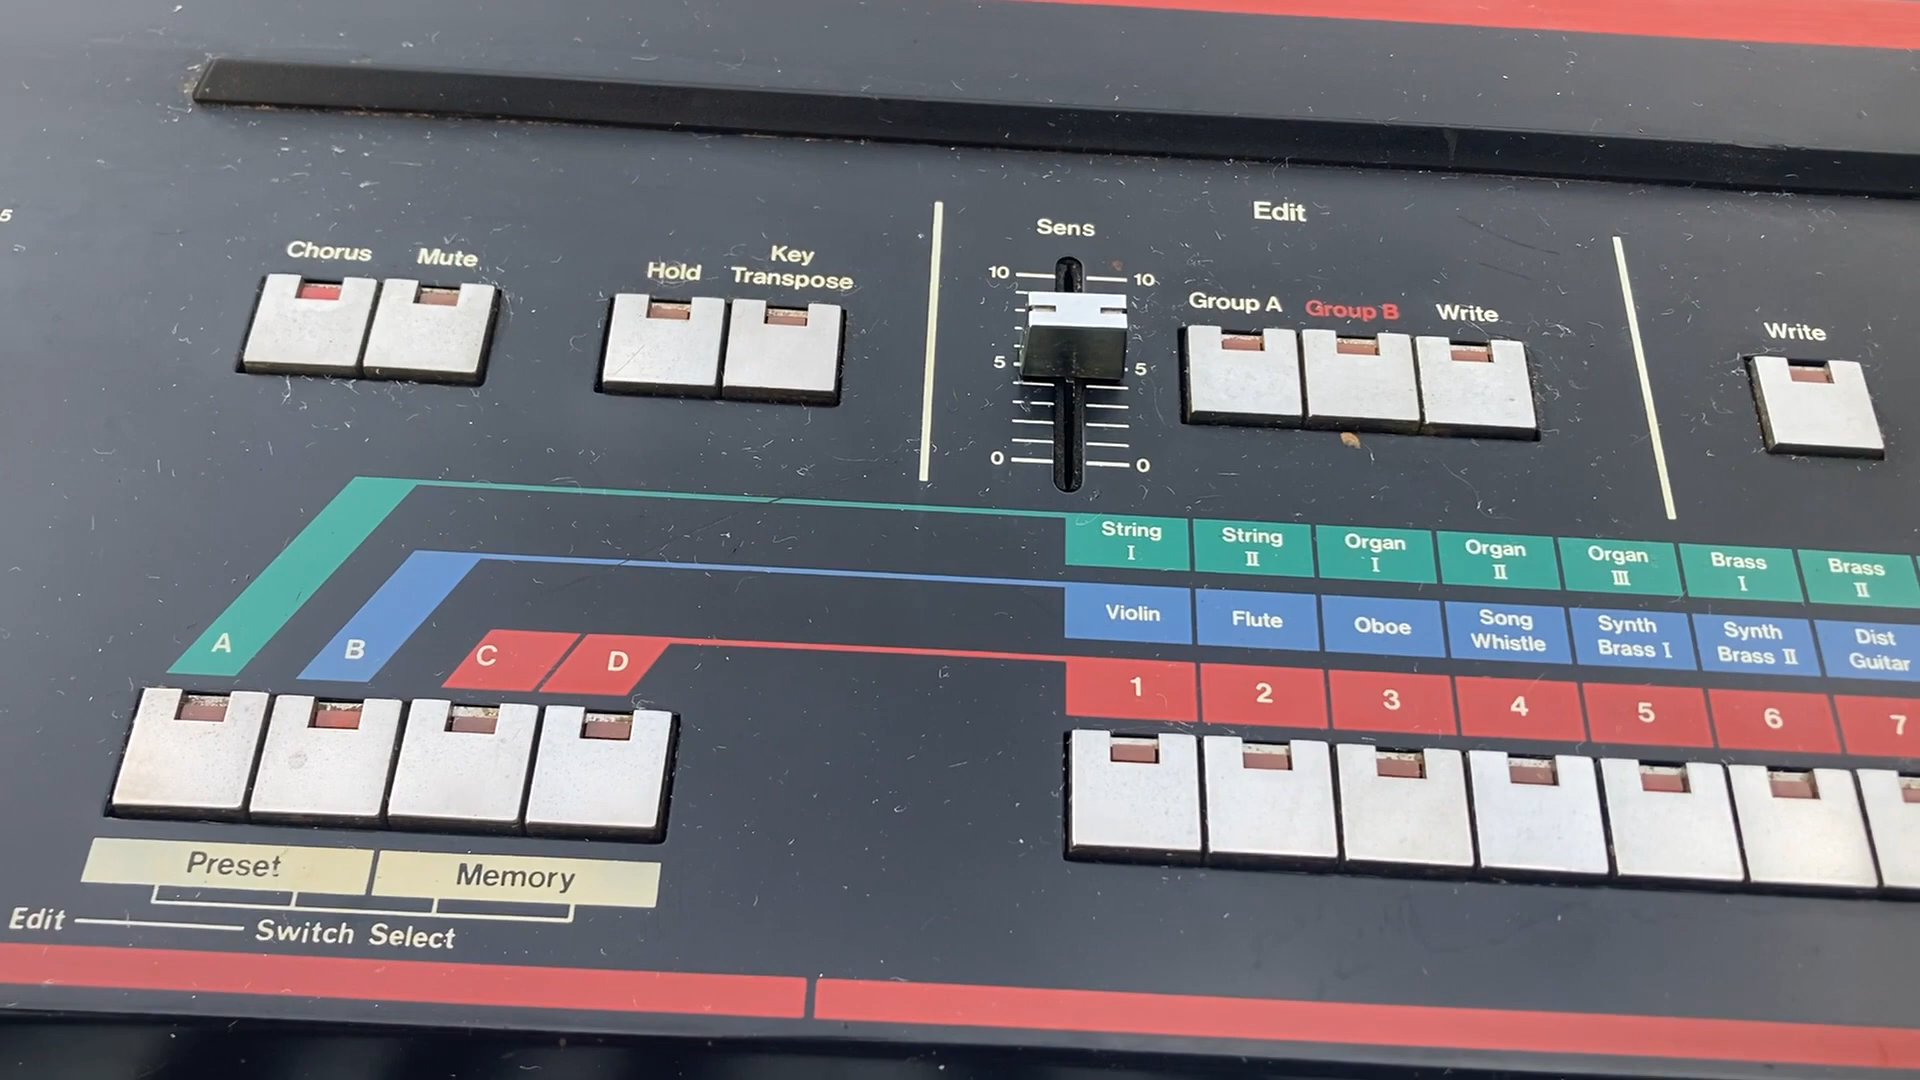 5
Chorus
Mute
Hold
Key
Transpose
Sens
10 10
5 5
0 0
Edit
Group A
Group B
Write
Write
String
I
String
II
Organ
I
Organ
II
Organ
III
Brass
I
Brass
II
Violin
Flute
Oboe
Song
Whistle
Synth
Brass I
Synth
Brass II
Dist
Guitar
A
B
C
D
1 2 3 4 5 6 7
Preset
Memory
Edit
Switch Select